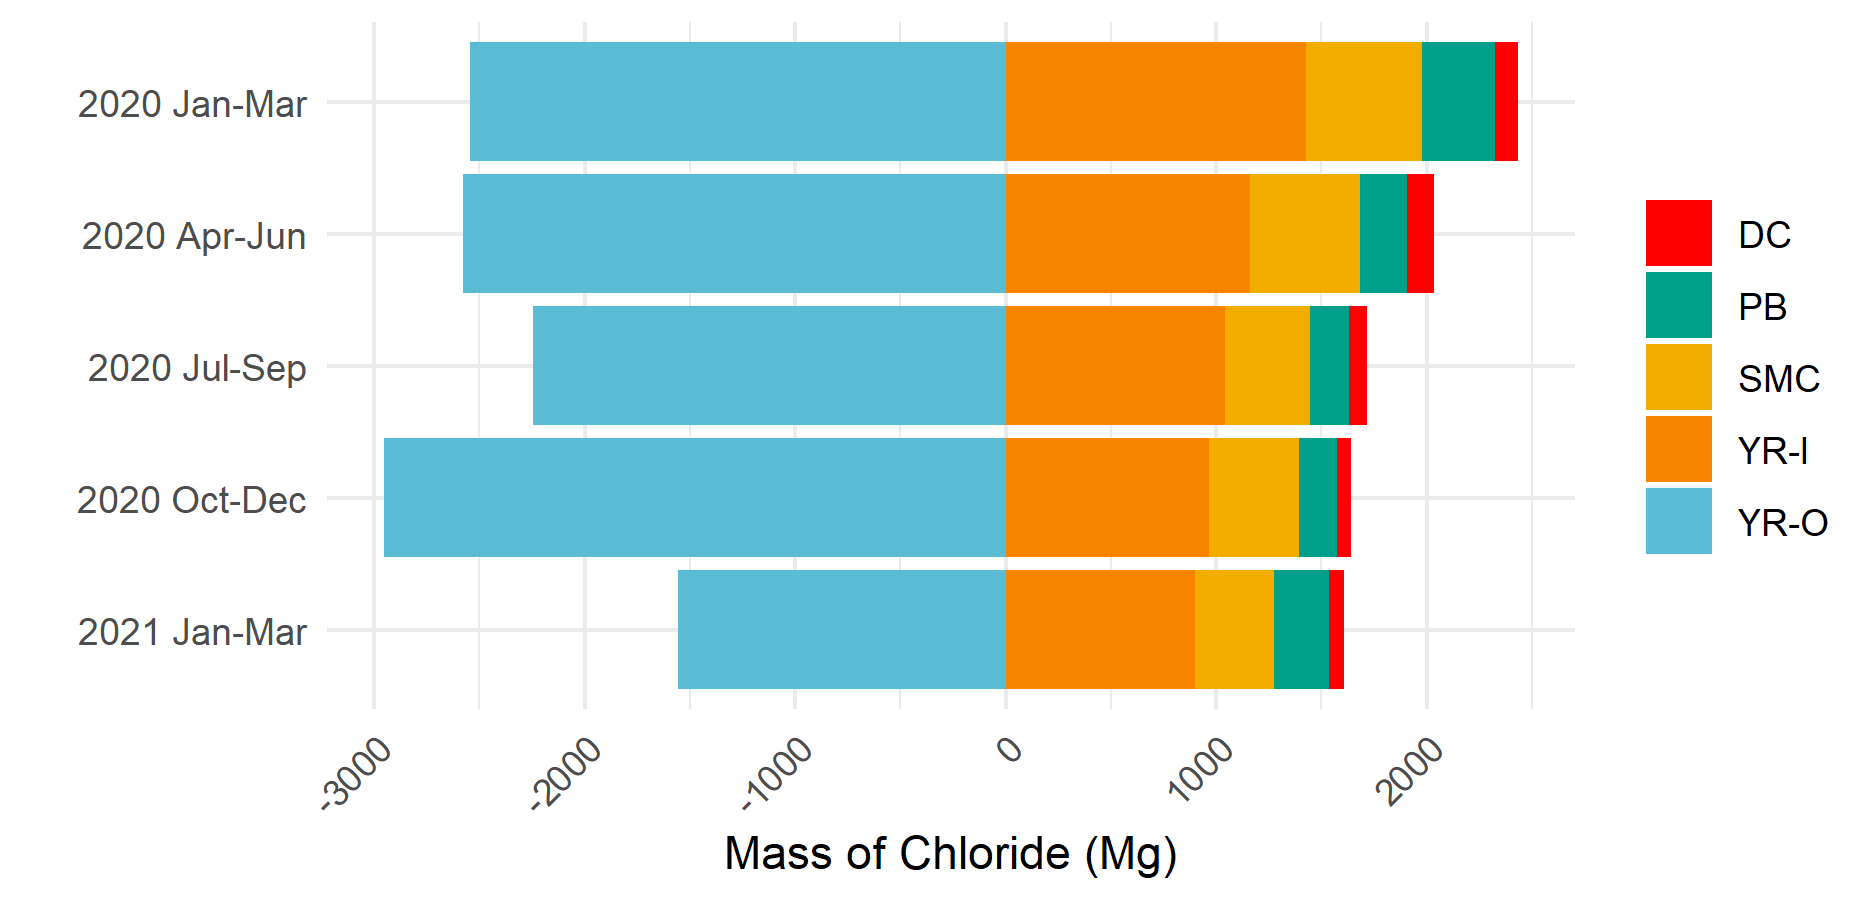 2020 Jan-Mar
2020 Apr-Jun
2020 Jul-Sep
2020 Oct-Dec
2021 Jan-Mar
-3000
-2000
-1000
0
1000
2000
Mass of Chloride (Mg)
DC
PB
SMC
YR-I
YR-O